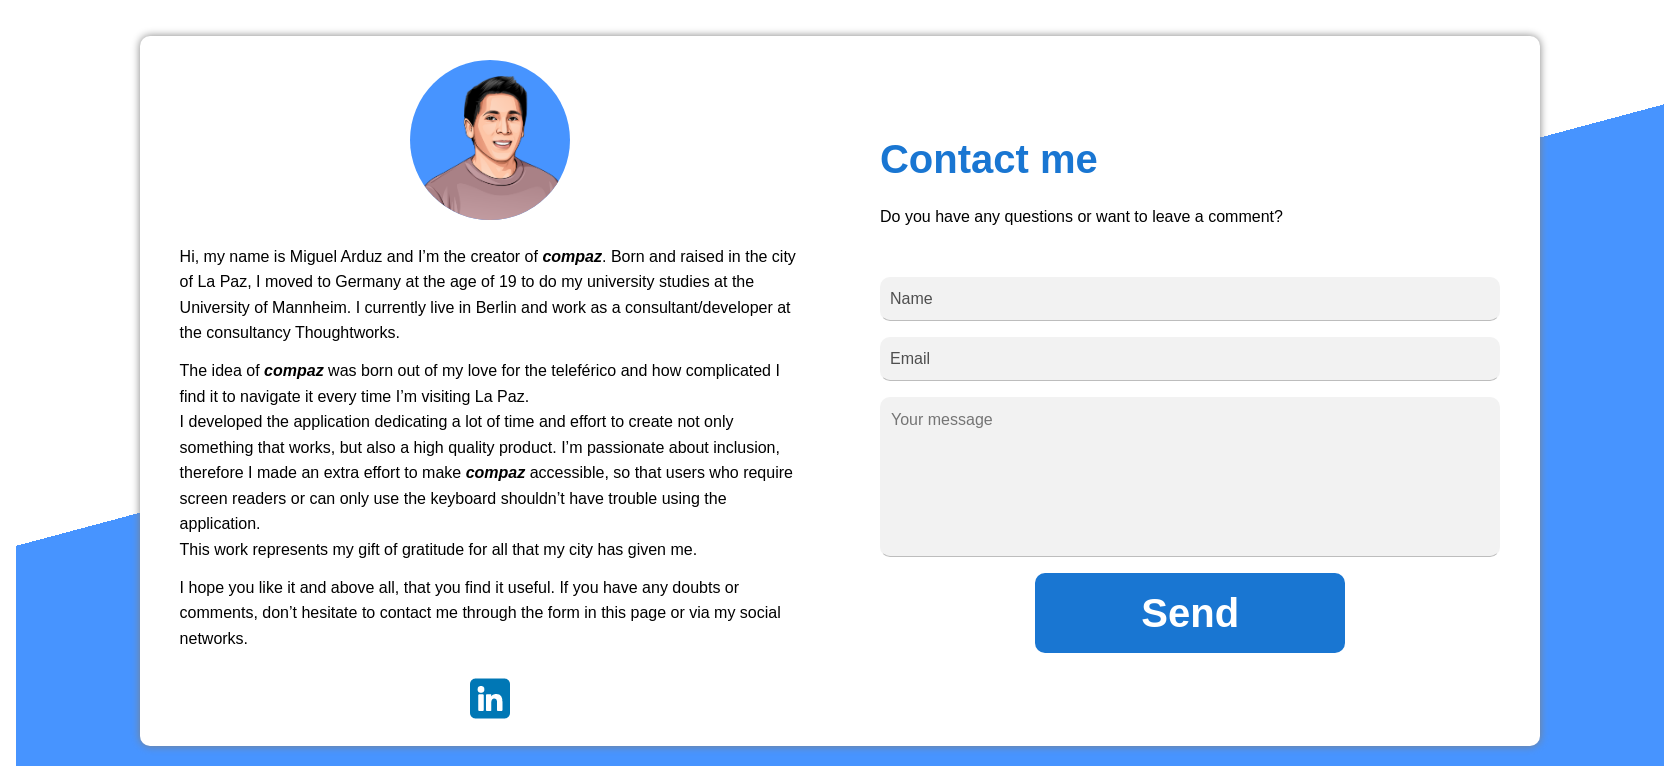 Hi, my name is Miguel Arduz and I’m the creator of compaz. Born and raised in the city
of La Paz, I moved to Germany at the age of 19 to do my university studies at the
University of Mannheim. I currently live in Berlin and work as a consultant/developer at
the consultancy Thoughtworks.
The idea of compaz was born out of my love for the teleférico and how complicated I
find it to navigate it every time I’m visiting La Paz.
I developed the application dedicating a lot of time and effort to create not only
something that works, but also a high quality product. I’m passionate about inclusion,
therefore I made an extra effort to make compaz accessible, so that users who require
screen readers or can only use the keyboard shouldn’t have trouble using the
application.
This work represents my gift of gratitude for all that my city has given me.
I hope you like it and above all, that you find it useful. If you have any doubts or
comments, don’t hesitate to contact me through the form in this page or via my social
networks.
in
Contact me
Do you have any questions or want to leave a comment?
Name
Email
Your message
Send